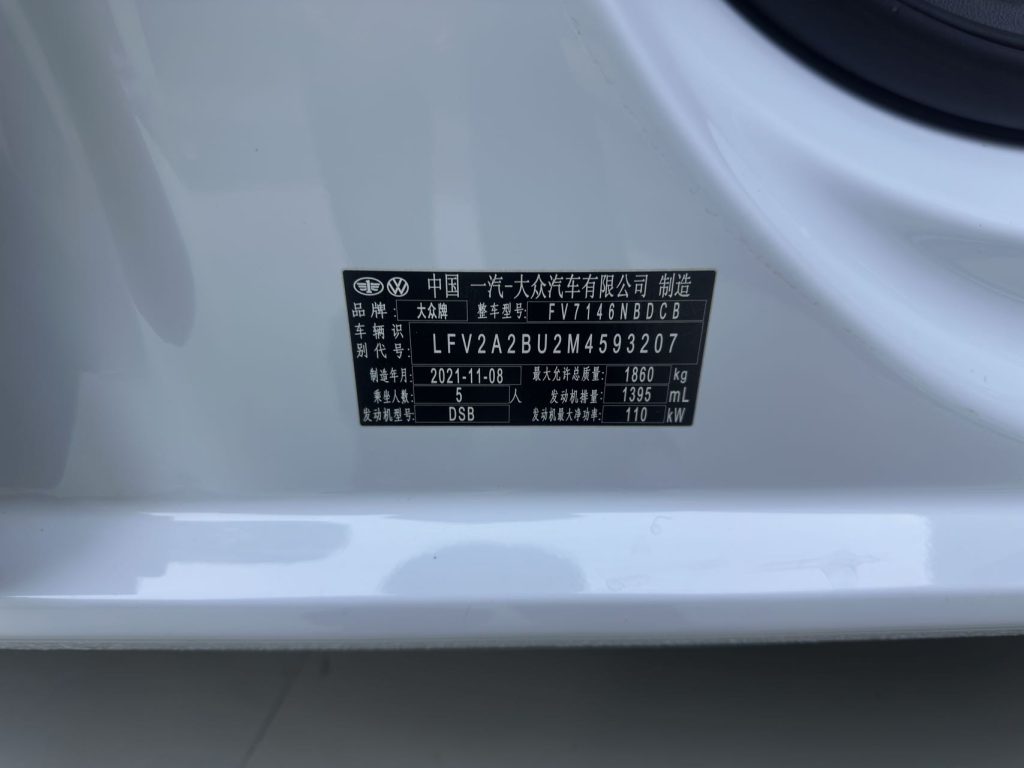 中国 一汽-大众汽车有限公司 制造
品牌: 大众牌 整车型号: FV7146NBDCB
车辆识别代号: LFV2A2BU2M4593207
制造年月: 2021-11-08 最大允许总质量: 1860 kg
乘坐人数: 5 人 发动机排量: 1395 mL
发动机型号: DSB 发动机最大净功率: 110 kW